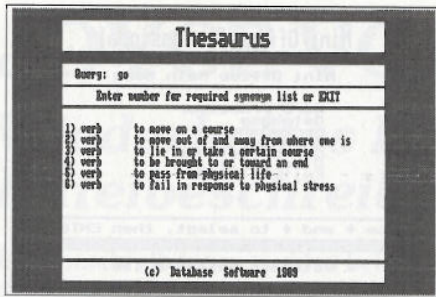 Thesaurus
Query: go
Enter number for required synonym list or EXIT
1) verb to move on a course
2) verb to move out of and away from where one is
3) verb to lie in or take a certain course
4) verb to be brought to or toward an end
5) verb to pass from physical life
6) verb to fail in response to physical stress
(c) Database Software 1989